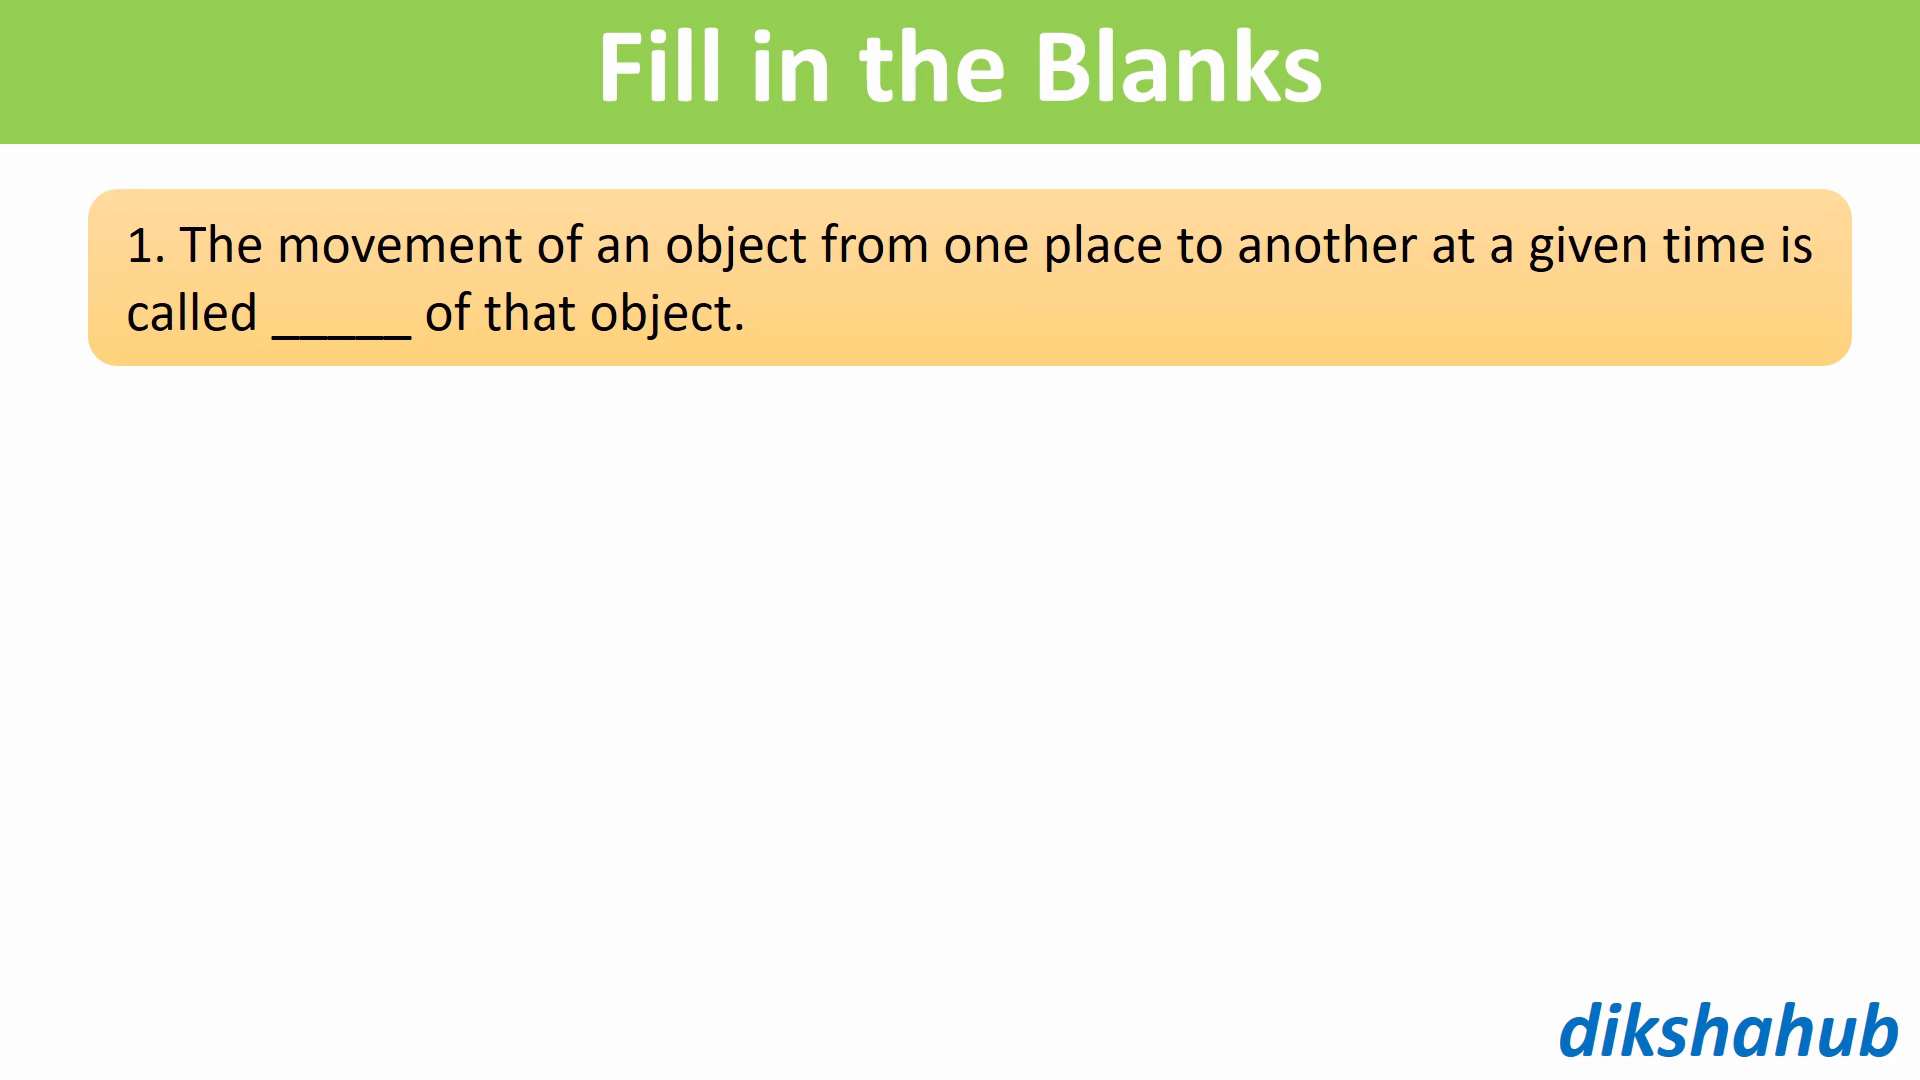 Fill in the Blanks
1. The movement of an object from one place to another at a given time is
called _____ of that object.
dikshahub